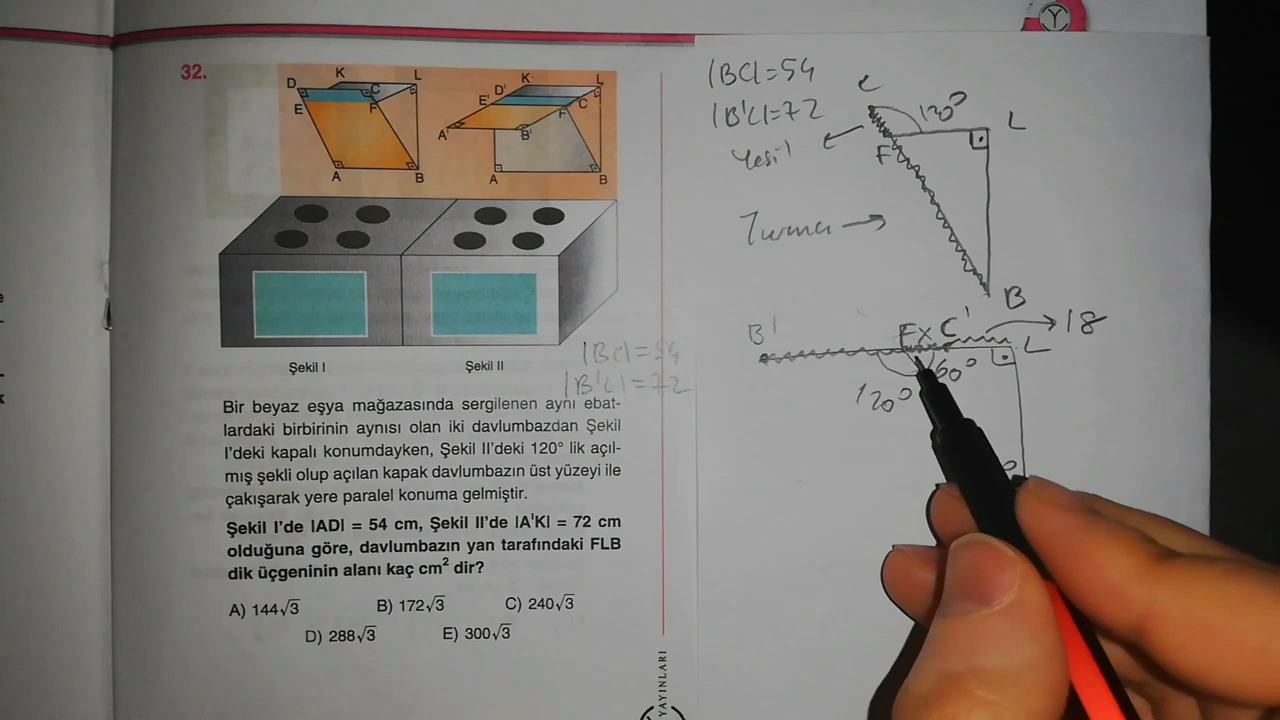 32.
D
K
C
L
E
F
A
B
D'
K
L
E'
C
F
A'
B'
A
B
Şekil I
Şekil II
|BC|=54
|B'L|=72
Bir beyaz eşya mağazasında sergilenen aynı ebat-
lardaki birbirinin aynısı olan iki davlumbazdan Şekil
I'deki kapalı konumdayken, Şekil II'deki 120° lik açıl-
mış şekli olup açılan kapak davlumbazın üst yüzeyi ile
çakışarak yere paralel konuma gelmiştir.
Şekil I'de |AD| = 54 cm, Şekil II'de |A'K| = 72 cm
olduğuna göre, davlumbazın yan tarafındaki FLB
dik üçgeninin alanı kaç cm² dir?
A) 144√3
B) 172√3
C) 240√3
D) 288√3
E) 300√3
YAYINLARI
Y
|BC|=54
|B'L|=72
Yeşil
C
120°
L
F
Turuncu
B
B'
F x C'
18
L
120°
60°